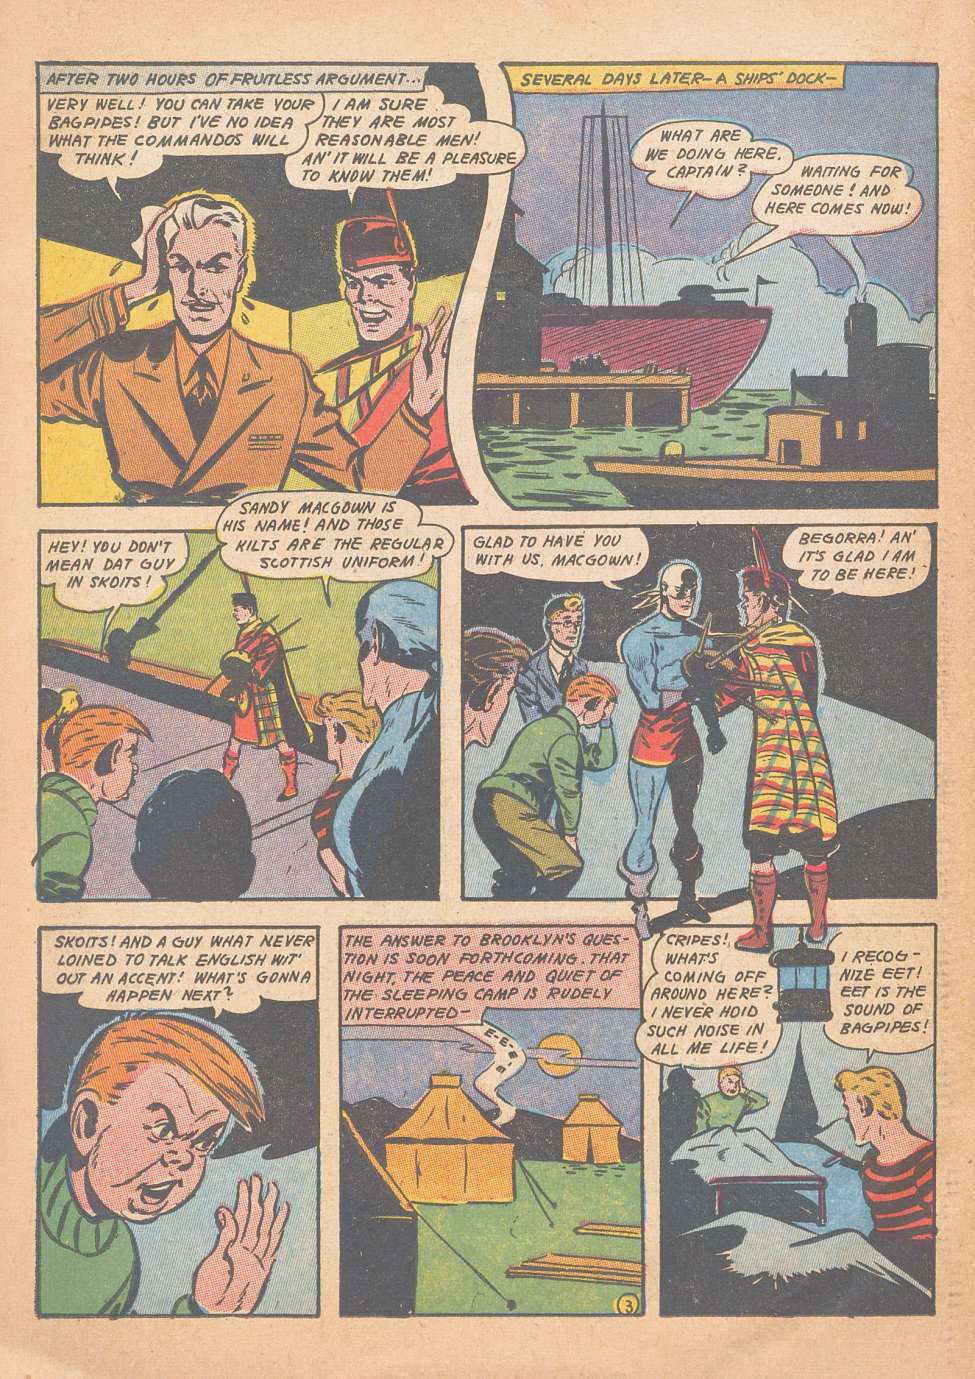 AFTER TWO HOURS OF FRUITLESS ARGUMENT...
VERY WELL! YOU CAN TAKE YOUR
BAGPIPES! BUT I'VE NO IDEA
WHAT THE COMMANDOS WILL
THINK!
I AM SURE
THEY ARE MOST
REASONABLE MEN!
AN' IT WILL BE A PLEASURE
TO KNOW THEM!
SEVERAL DAYS LATER-A SHIPS' DOCK-
WHAT ARE
WE DOING HERE,
CAPTAIN?
WAITING FOR
SOMEONE! AND
HERE COMES NOW!
HEY! YOU DON'T
MEAN DAT GUY
IN SKOITS!
SANDY MACGOWN IS
HIS NAME! AND THOSE
KILTS ARE THE REGULAR
SCOTTISH UNIFORM!
GLAD TO HAVE YOU
WITH US, MACGOWN!
BEGORRA! AN'
IT'S GLAD I AM
TO BE HERE!
SKOITS! AND A GUY WHAT NEVER
LOINED TO TALK ENGLISH WIT'
OUT AN ACCENT! WHAT'S GONNA
HAPPEN NEXT?
THE ANSWER TO BROOKLYN'S QUES-
TION IS SOON FORTHCOMING. THAT
NIGHT, THE PEACE AND QUIET OF
THE SLEEPING CAMP IS RUDELY
INTERRUPTED-
E-E-E-E
CRIPES!
WHAT'S
COMING OFF
AROUND HERE?
I NEVER HOID
SUCH NOISE IN
ALL ME LIFE!
I RECOG-
NIZE EET!
EET IS THE
SOUND OF
BAGPIPES!
3